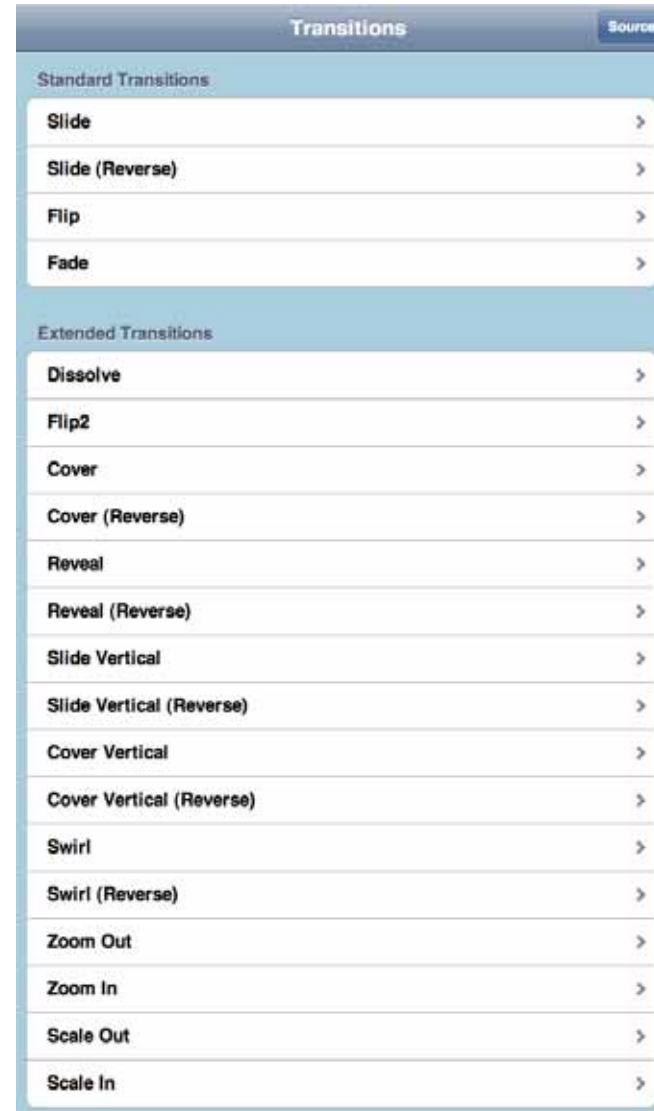 Transitions
Source
Standard Transitions
Slide
Slide (Reverse)
Flip
Fade
Extended Transitions
Dissolve
Flip2
Cover
Cover (Reverse)
Reveal
Reveal (Reverse)
Slide Vertical
Slide Vertical (Reverse)
Cover Vertical
Cover Vertical (Reverse)
Swirl
Swirl (Reverse)
Zoom Out
Zoom In
Scale Out
Scale In